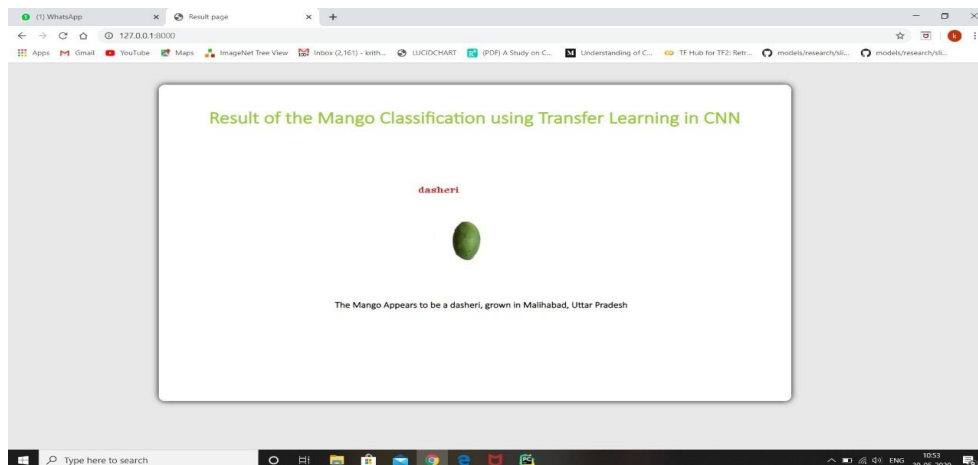 (1) WhatsApp
Result page
127.0.0.1:8000
Apps
Gmail
YouTube
Maps
ImageNet Tree View
Inbox (2,161) - krith...
LUCIDCHART
(PDF) A Study on C...
Understanding of C...
TF Hub for TF2: Retr...
models/research/sli...
models/research/sli...
Result of the Mango Classification using Transfer Learning in CNN
dasheri
The Mango Appears to be a dasheri, grown in Malihabad, Uttar Pradesh
Type here to search
ENG
10:53